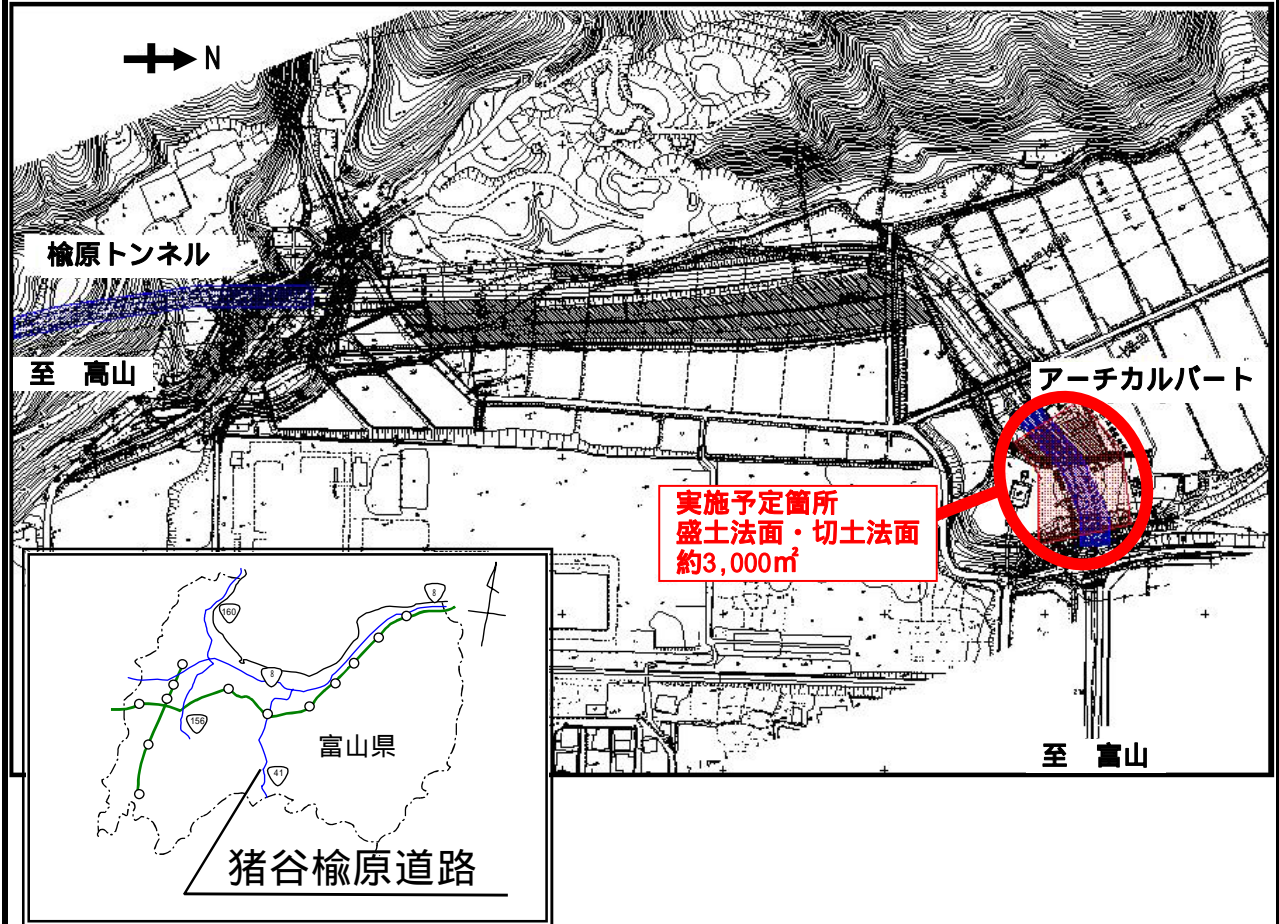 N
楡原トンネル
至 高山
アーチカルバート
実施予定箇所
盛土法面・切土法面
約3,000㎡
至 富山
160
8
8
156
富山県
41
猪谷楡原道路